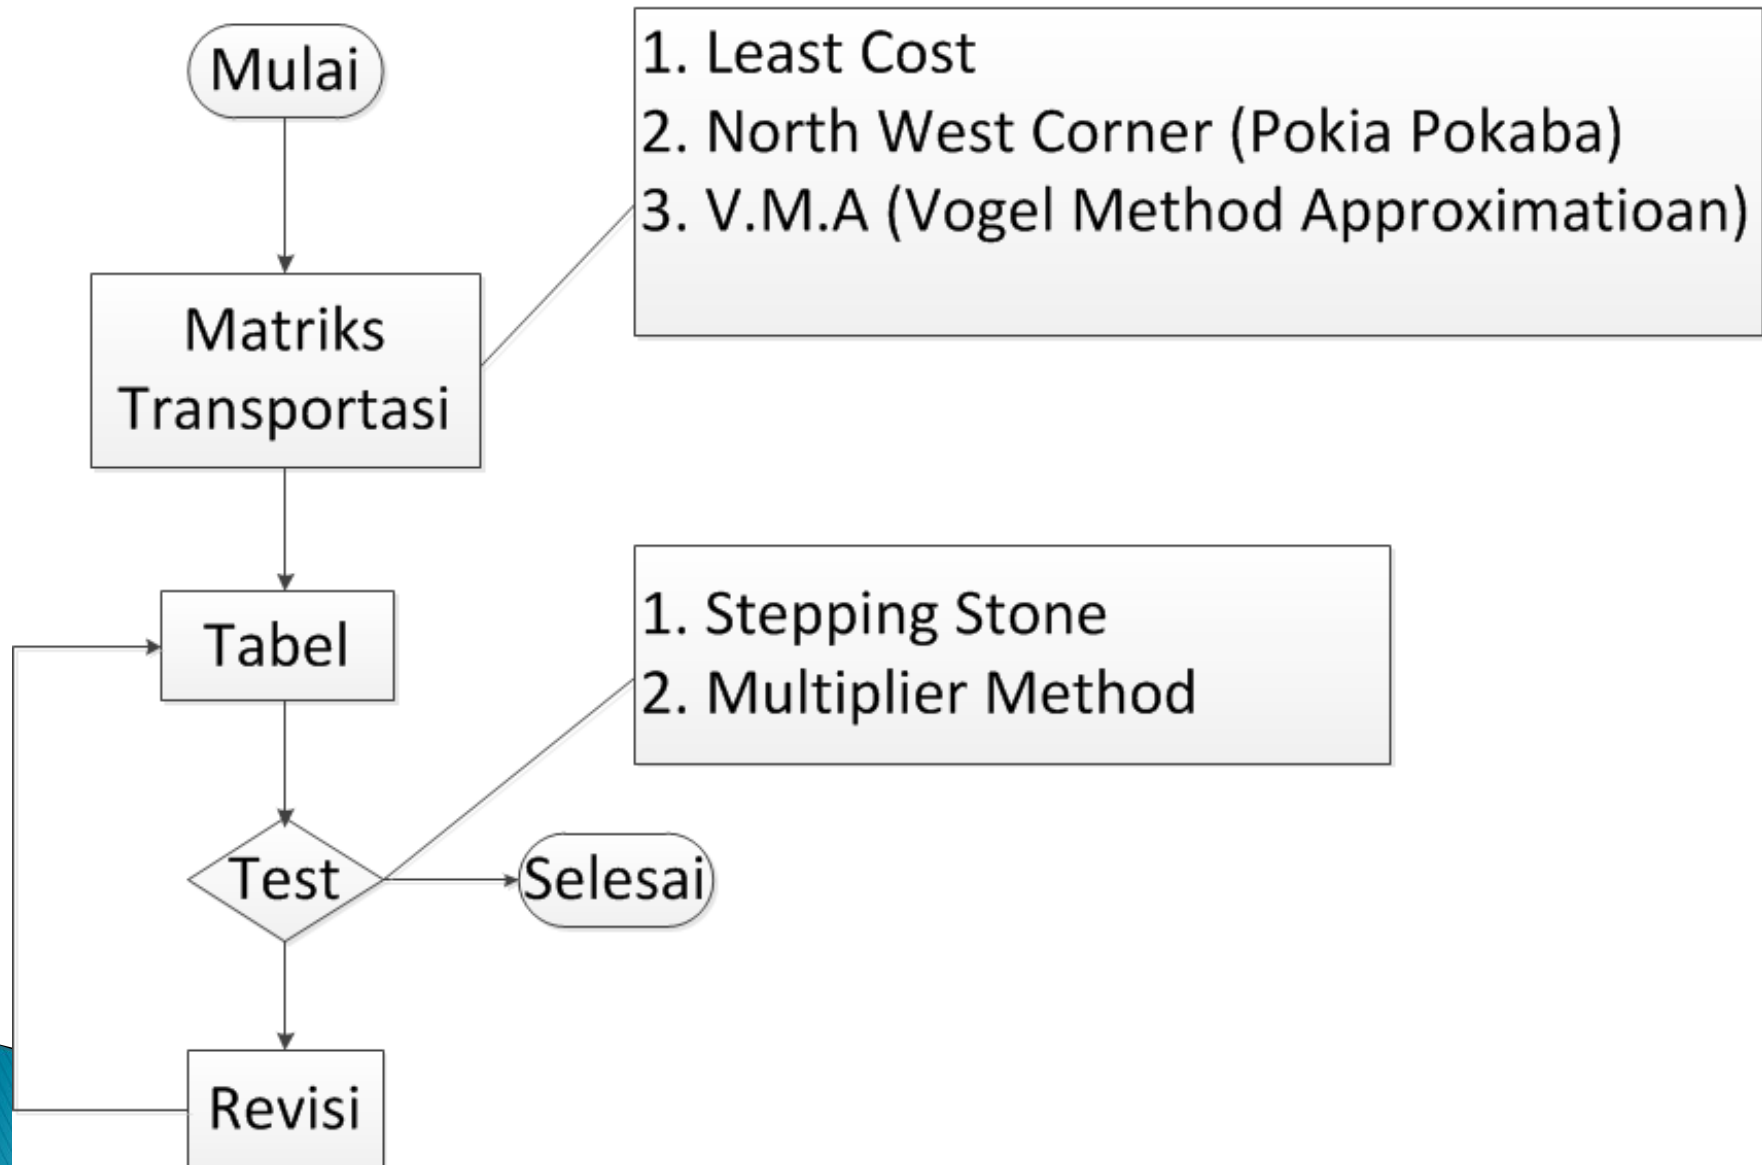 Mulai
1. Least Cost
2. North West Corner (Pokia Pokaba)
3. V.M.A (Vogel Method Approximatioan)
Matriks
Transportasi
Tabel
1. Stepping Stone
2. Multiplier Method
Test
Selesai
Revisi